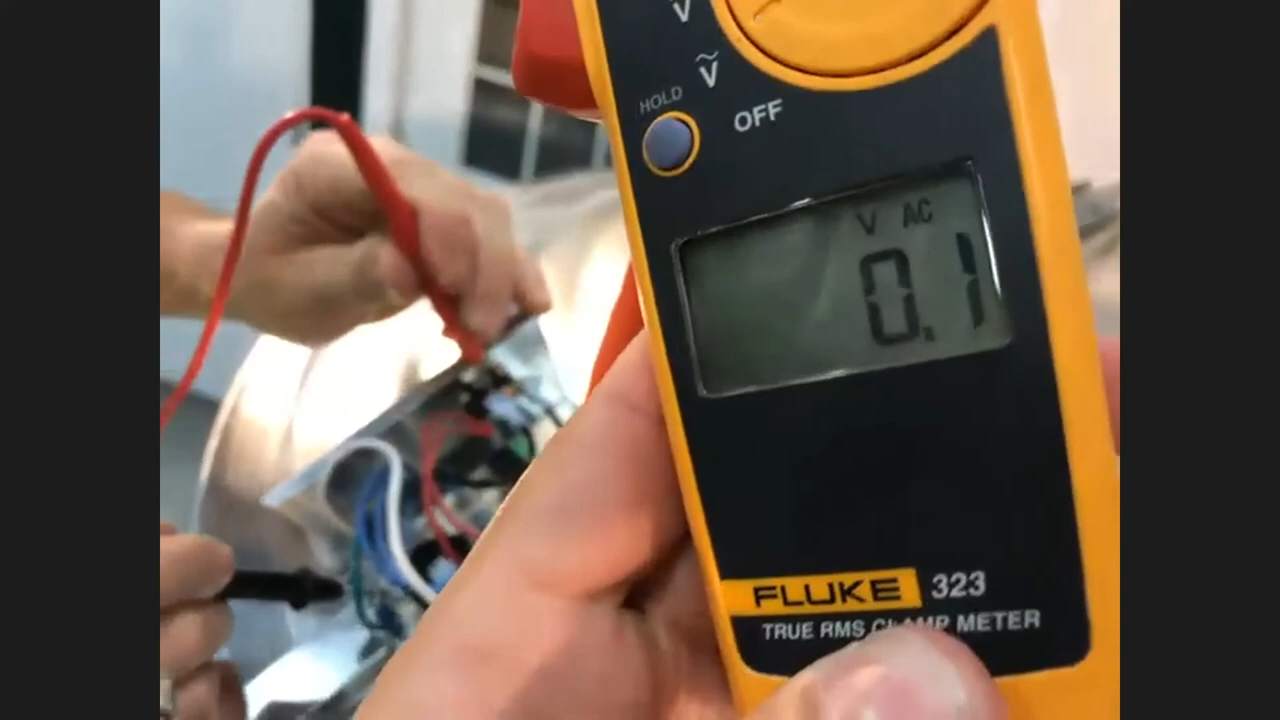 V
Ṽ
HOLD
OFF
V AC
0.1
FLUKE 323
TRUE RMS CLAMP METER